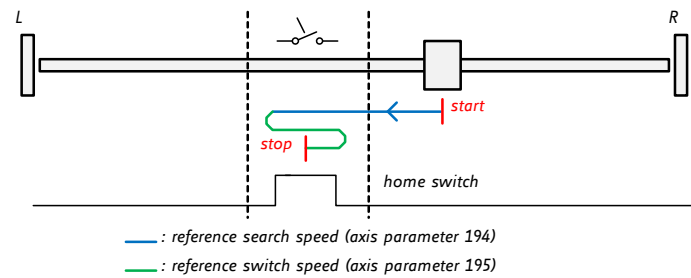 L
R
start
stop
home switch
: reference search speed (axis parameter 194)
: reference switch speed (axis parameter 195)